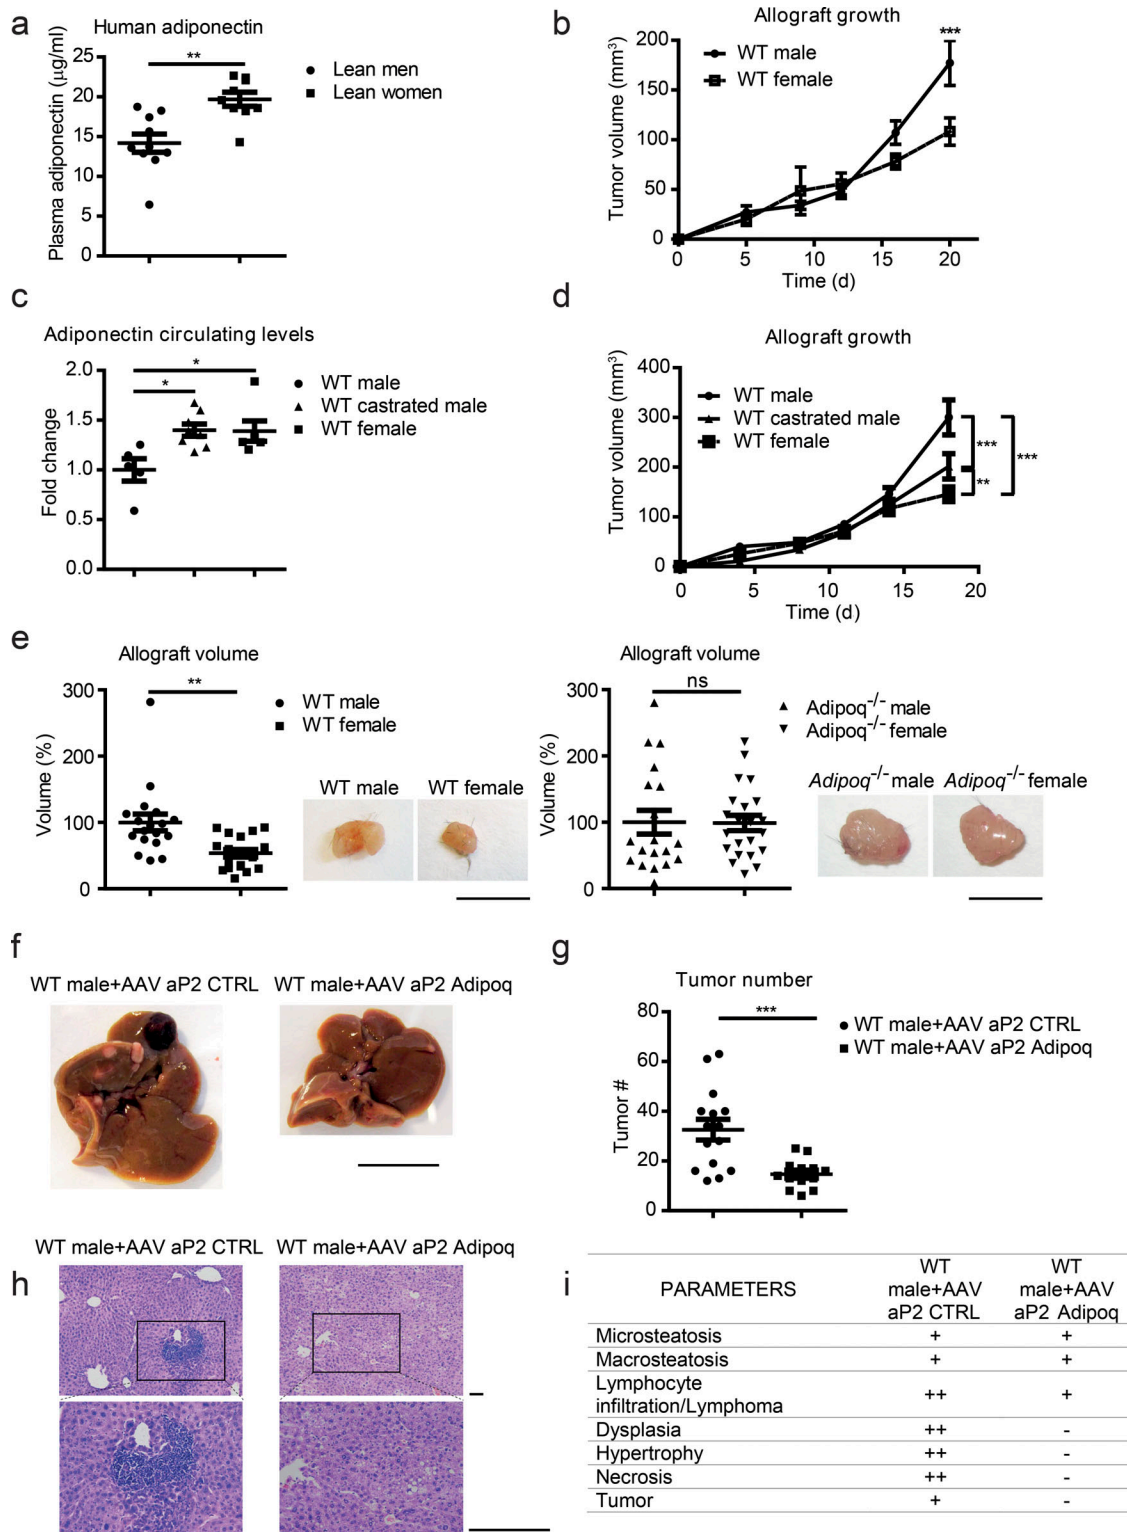 a
Human adiponectin
Plasma adiponectin (μg/ml)
25
20
15
10
5
0
**
Lean men
Lean women
b
Allograft growth
Tumor volume (mm³)
200
150
100
50
0
0 5 10 15 20
Time (d)
***
WT male
WT female
c
Adiponectin circulating levels
Fold change
2.0
1.5
1.0
0.5
0.0
*
*
WT male
WT castrated male
WT female
d
Allograft growth
Tumor volume (mm³)
400
300
200
100
0
0 5 10 15 20
Time (d)
WT male
WT castrated male
WT female
***
**
***
e
Allograft volume
Volume (%)
300
200
100
0
**
WT male
WT female
WT male WT female
Allograft volume
Volume (%)
300
200
100
0
ns
Adipoq⁻/⁻ male
Adipoq⁻/⁻ female
Adipoq⁻/⁻ male Adipoq⁻/⁻ female
f
WT male+AAV aP2 CTRL WT male+AAV aP2 Adipoq
g
Tumor number
Tumor #
80
60
40
20
0
***
WT male+AAV aP2 CTRL
WT male+AAV aP2 Adipoq
h
WT male+AAV aP2 CTRL WT male+AAV aP2 Adipoq
i
PARAMETERS
WT
male+AAV
aP2 CTRL
WT
male+AAV
aP2 Adipoq
Microsteatosis + +
Macrosteatosis + +
Lymphocyte
infiltration/Lymphoma ++ +
Dysplasia ++ -
Hypertrophy ++ -
Necrosis ++ -
Tumor + -